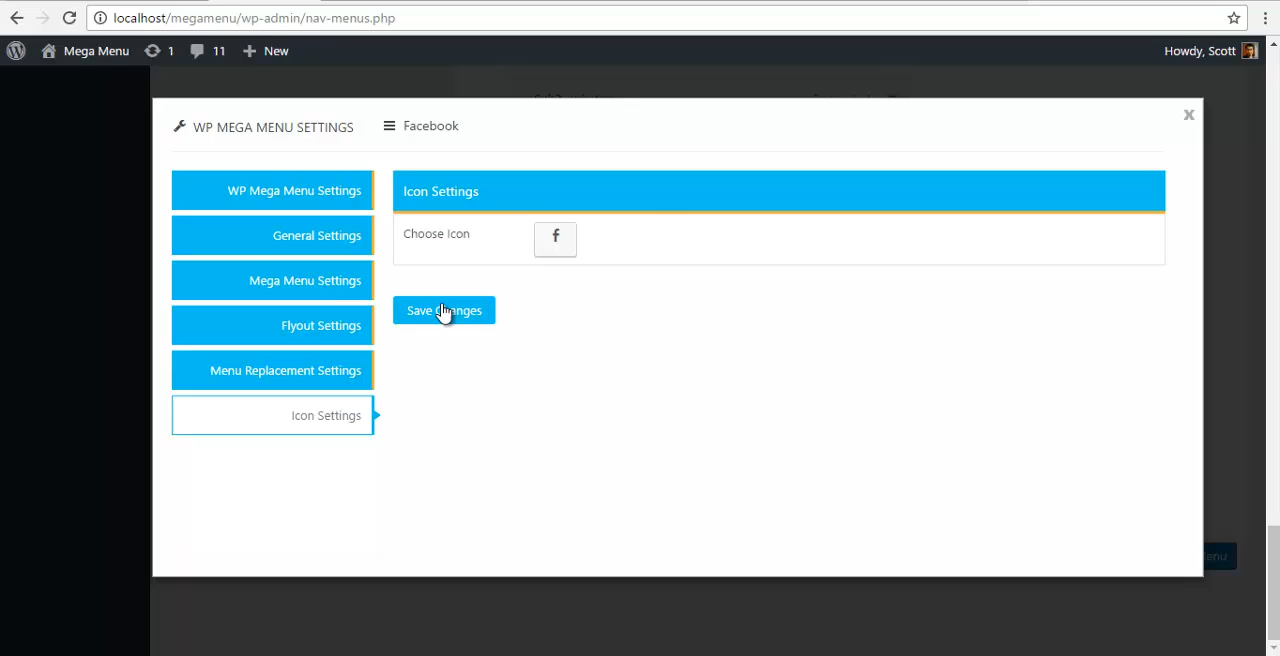 localhost/megamenu/wp-admin/nav-menus.php
Mega Menu 1 11 New Howdy, Scott
WP MEGA MENU SETTINGS Facebook X
WP Mega Menu Settings
General Settings
Mega Menu Settings
Flyout Settings
Menu Replacement Settings
Icon Settings
Icon Settings
Choose Icon
Save Changes